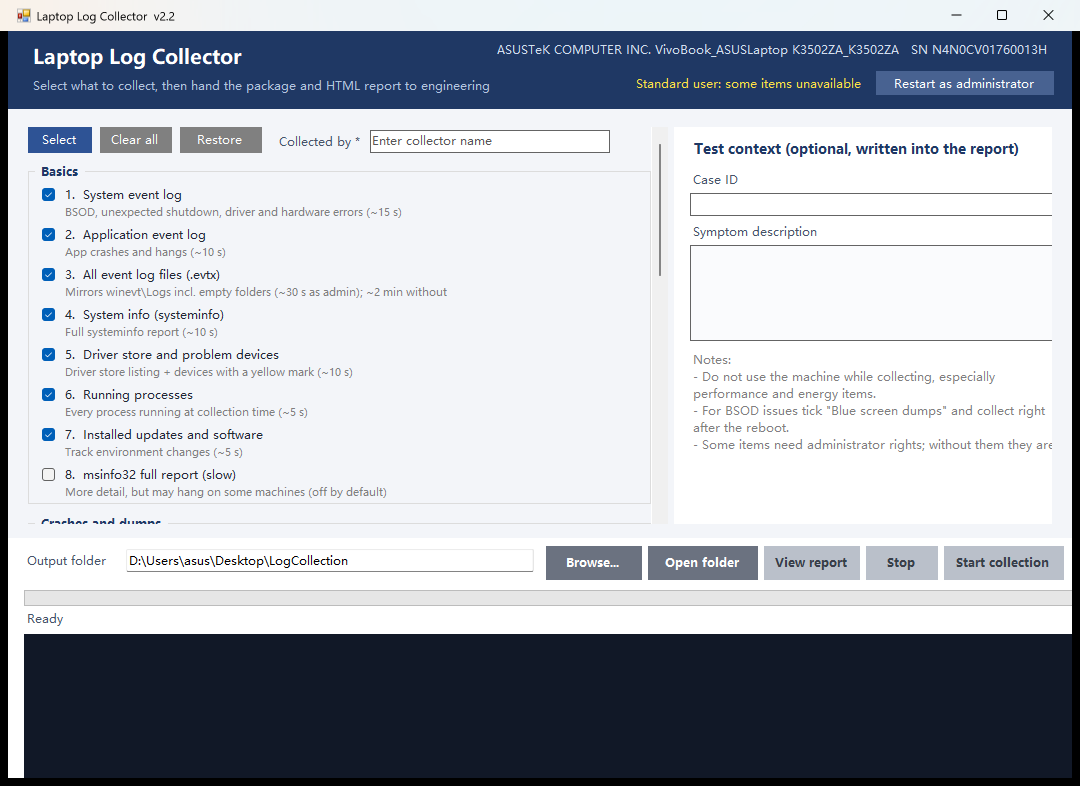 Laptop Log Collector v2.2
Laptop Log Collector
ASUSTeK COMPUTER INC. VivoBook_ASUSLaptop K3502ZA_K3502ZA SN N4N0CV01760013H
Select what to collect, then hand the package and HTML report to engineering
Standard user: some items unavailable
Restart as administrator
Select
Clear all
Restore
Collected by *
Enter collector name
Basics
1. System event log
BSOD, unexpected shutdown, driver and hardware errors (~15 s)
2. Application event log
App crashes and hangs (~10 s)
3. All event log files (.evtx)
Mirrors winevt\Logs incl. empty folders (~30 s as admin); ~2 min without
4. System info (systeminfo)
Full systeminfo report (~10 s)
5. Driver store and problem devices
Driver store listing + devices with a yellow mark (~10 s)
6. Running processes
Every process running at collection time (~5 s)
7. Installed updates and software
Track environment changes (~5 s)
8. msinfo32 full report (slow)
More detail, but may hang on some machines (off by default)
Crashes and dumps
Test context (optional, written into the report)
Case ID
Symptom description
Notes:
- Do not use the machine while collecting, especially
performance and energy items.
- For BSOD issues tick "Blue screen dumps" and collect right
after the reboot.
- Some items need administrator rights; without them they are
Output folder
D:\Users\asus\Desktop\LogCollection
Browse...
Open folder
View report
Stop
Start collection
Ready